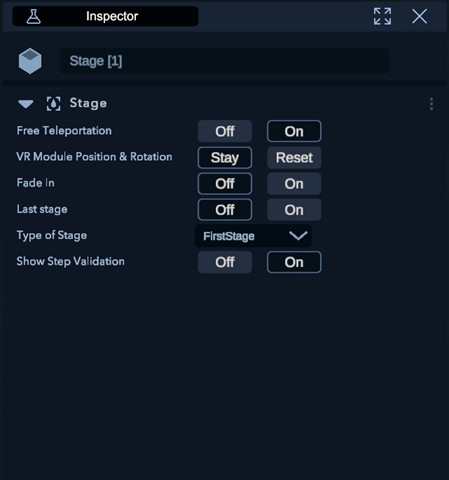 Inspector
Stage [1]
Stage
Free Teleportation Off On
VR Module Position & Rotation Stay Reset
Fade In Off On
Last stage Off On
Type of Stage FirstStage
Show Step Validation Off On